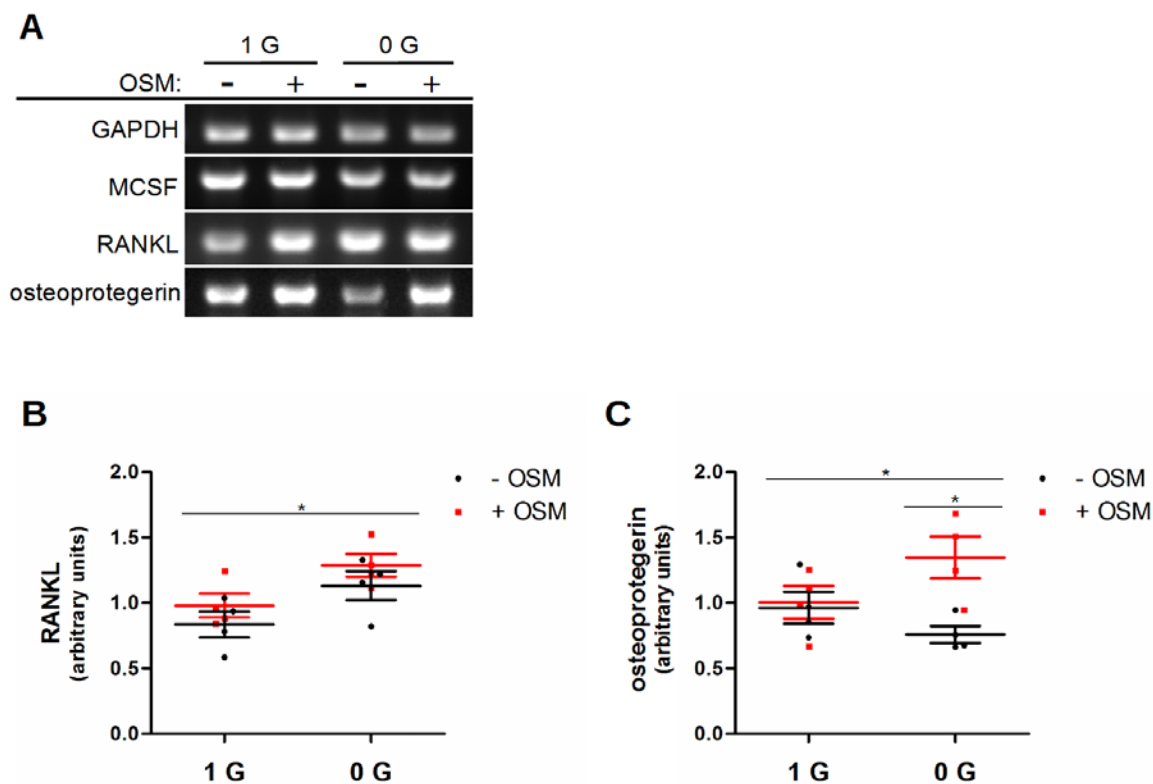 A
1 G 0 G
OSM: - + - +
GAPDH
MCSF
RANKL
osteoprotegerin
B
RANKL
(arbitrary units)
2.0
1.5
1.0
0.5
0.0
*
1 G 0 G
- OSM
+ OSM
C
osteoprotegerin
(arbitrary units)
2.0
1.5
1.0
0.5
0.0
*
*
1 G 0 G
- OSM
+ OSM